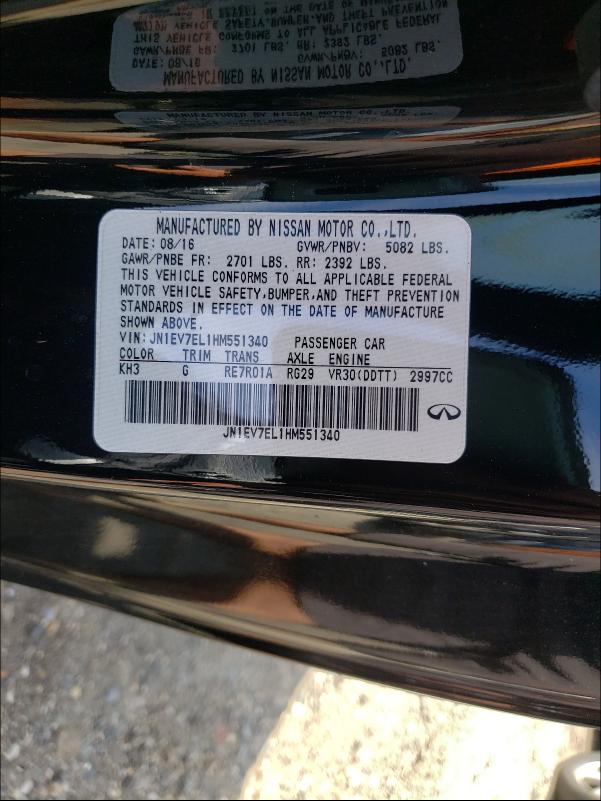 MANUFACTURED BY NISSAN MOTOR CO.,LTD.
DATE: 08/16 GVWR/PNBV: 5082 LBS.
GAWR/PNBE FR: 2701 LBS. RR: 2392 LBS.
THIS VEHICLE CONFORMS TO ALL APPLICABLE FEDERAL
MOTOR VEHICLE SAFETY,BUMPER,AND THEFT PREVENTION
STANDARDS IN EFFECT ON THE DATE OF MANUFACTURE
SHOWN ABOVE.
VIN:JN1EV7EL1HM551340 PASSENGER CAR
COLOR TRIM TRANS AXLE ENGINE
KH3 G RE7R01A RG29 VR30(DDTT) 2997CC
JN1EV7EL1HM551340